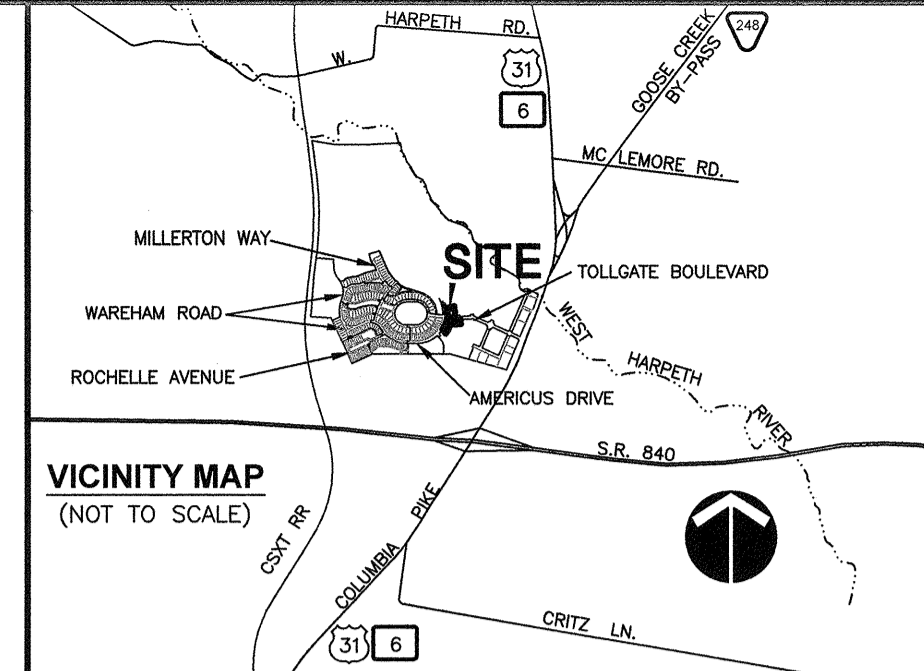 HARPETH RD.
W.
31
6
GOOSE CREEK
BY-PASS
248
MC LEMORE RD.
MILLERTON WAY
SITE
TOLLGATE BOULEVARD
WAREHAM ROAD
WEST HARPETH RIVER
ROCHELLE AVENUE
AMERICUS DRIVE
S.R. 840
VICINITY MAP
(NOT TO SCALE)
CSXT RR
COLUMBIA PIKE
CRITZ LN.
31
6